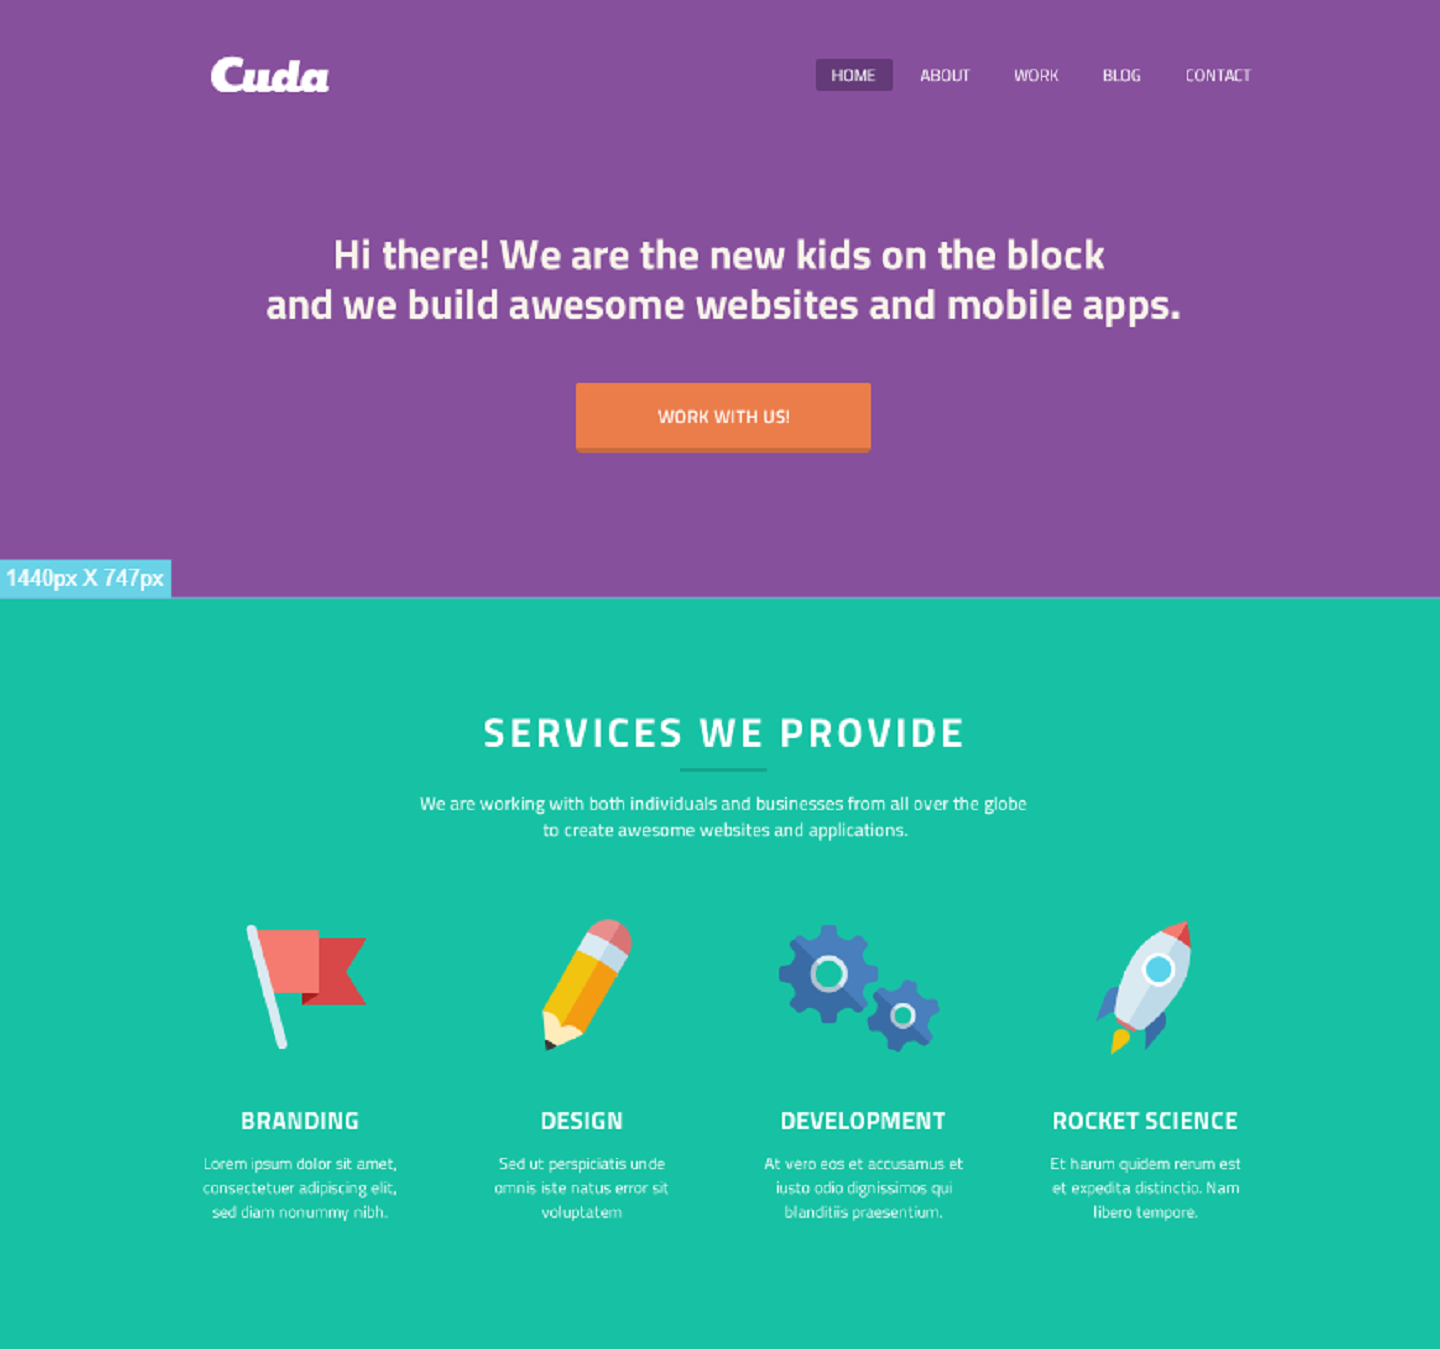 Cuda
HOME ABOUT WORK BLOG CONTACT
Hi there! We are the new kids on the block
and we build awesome websites and mobile apps.
WORK WITH US!
1440px X 747px
SERVICES WE PROVIDE
We are working with both individuals and businesses from all over the globe
to create awesome websites and applications.
BRANDING
Lorem ipsum dolor sit amet,
consectetuer adipiscing elit,
sed diam nonummy nibh.
DESIGN
Sed ut perspiciatis unde
omnis iste natus error sit
voluptatem
DEVELOPMENT
At vero eos et accusamus et
iusto odio dignissimos qui
blanditiis praesentium.
ROCKET SCIENCE
Et harum quidem rerum est
et expedita distinctio. Nam
libero tempore.